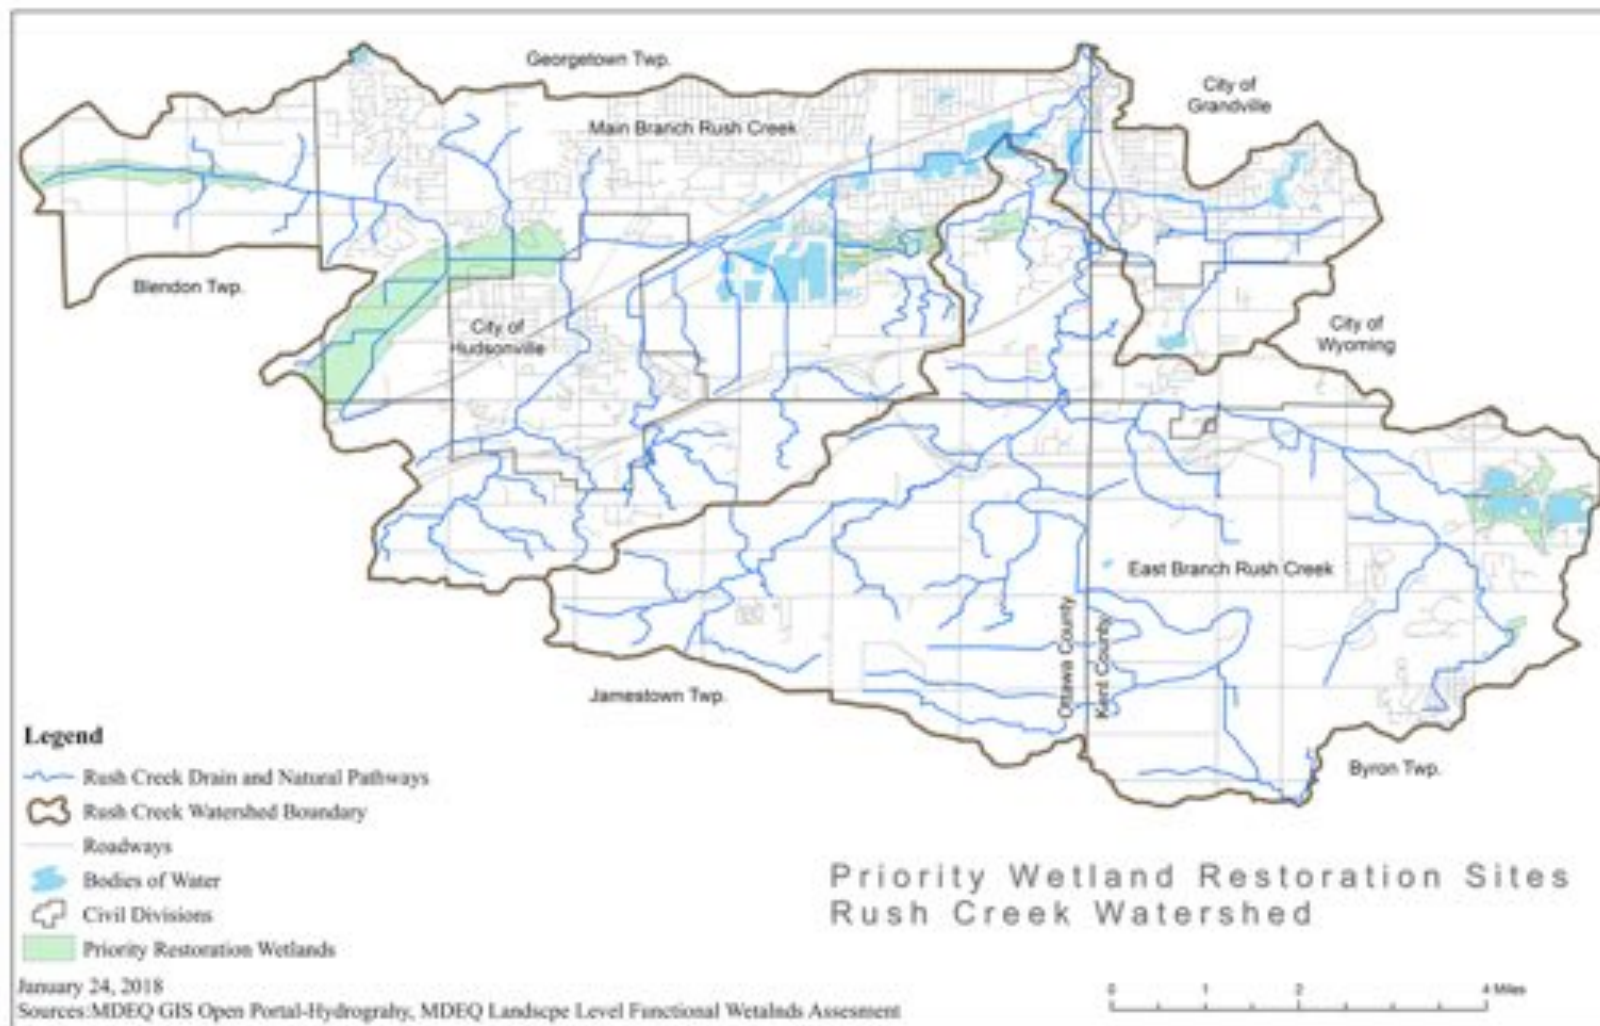 Georgetown Twp.
City of
Grandville
Main Branch Rush Creek
Blendon Twp.
City of
Hudsonville
City of
Wyoming
East Branch Rush Creek
Ottawa County
Kent County
Jamestown Twp.
Byron Twp.
Legend
Rush Creek Drain and Natural Pathways
Rush Creek Watershed Boundary
Roadways
Bodies of Water
Civil Divisions
Priority Restoration Wetlands
Priority Wetland Restoration Sites
Rush Creek Watershed
January 24, 2018
Sources:MDEQ GIS Open Portal-Hydrograhy, MDEQ Landscpe Level Functional Wetalnds Assesment
0 1 2 4 Miles